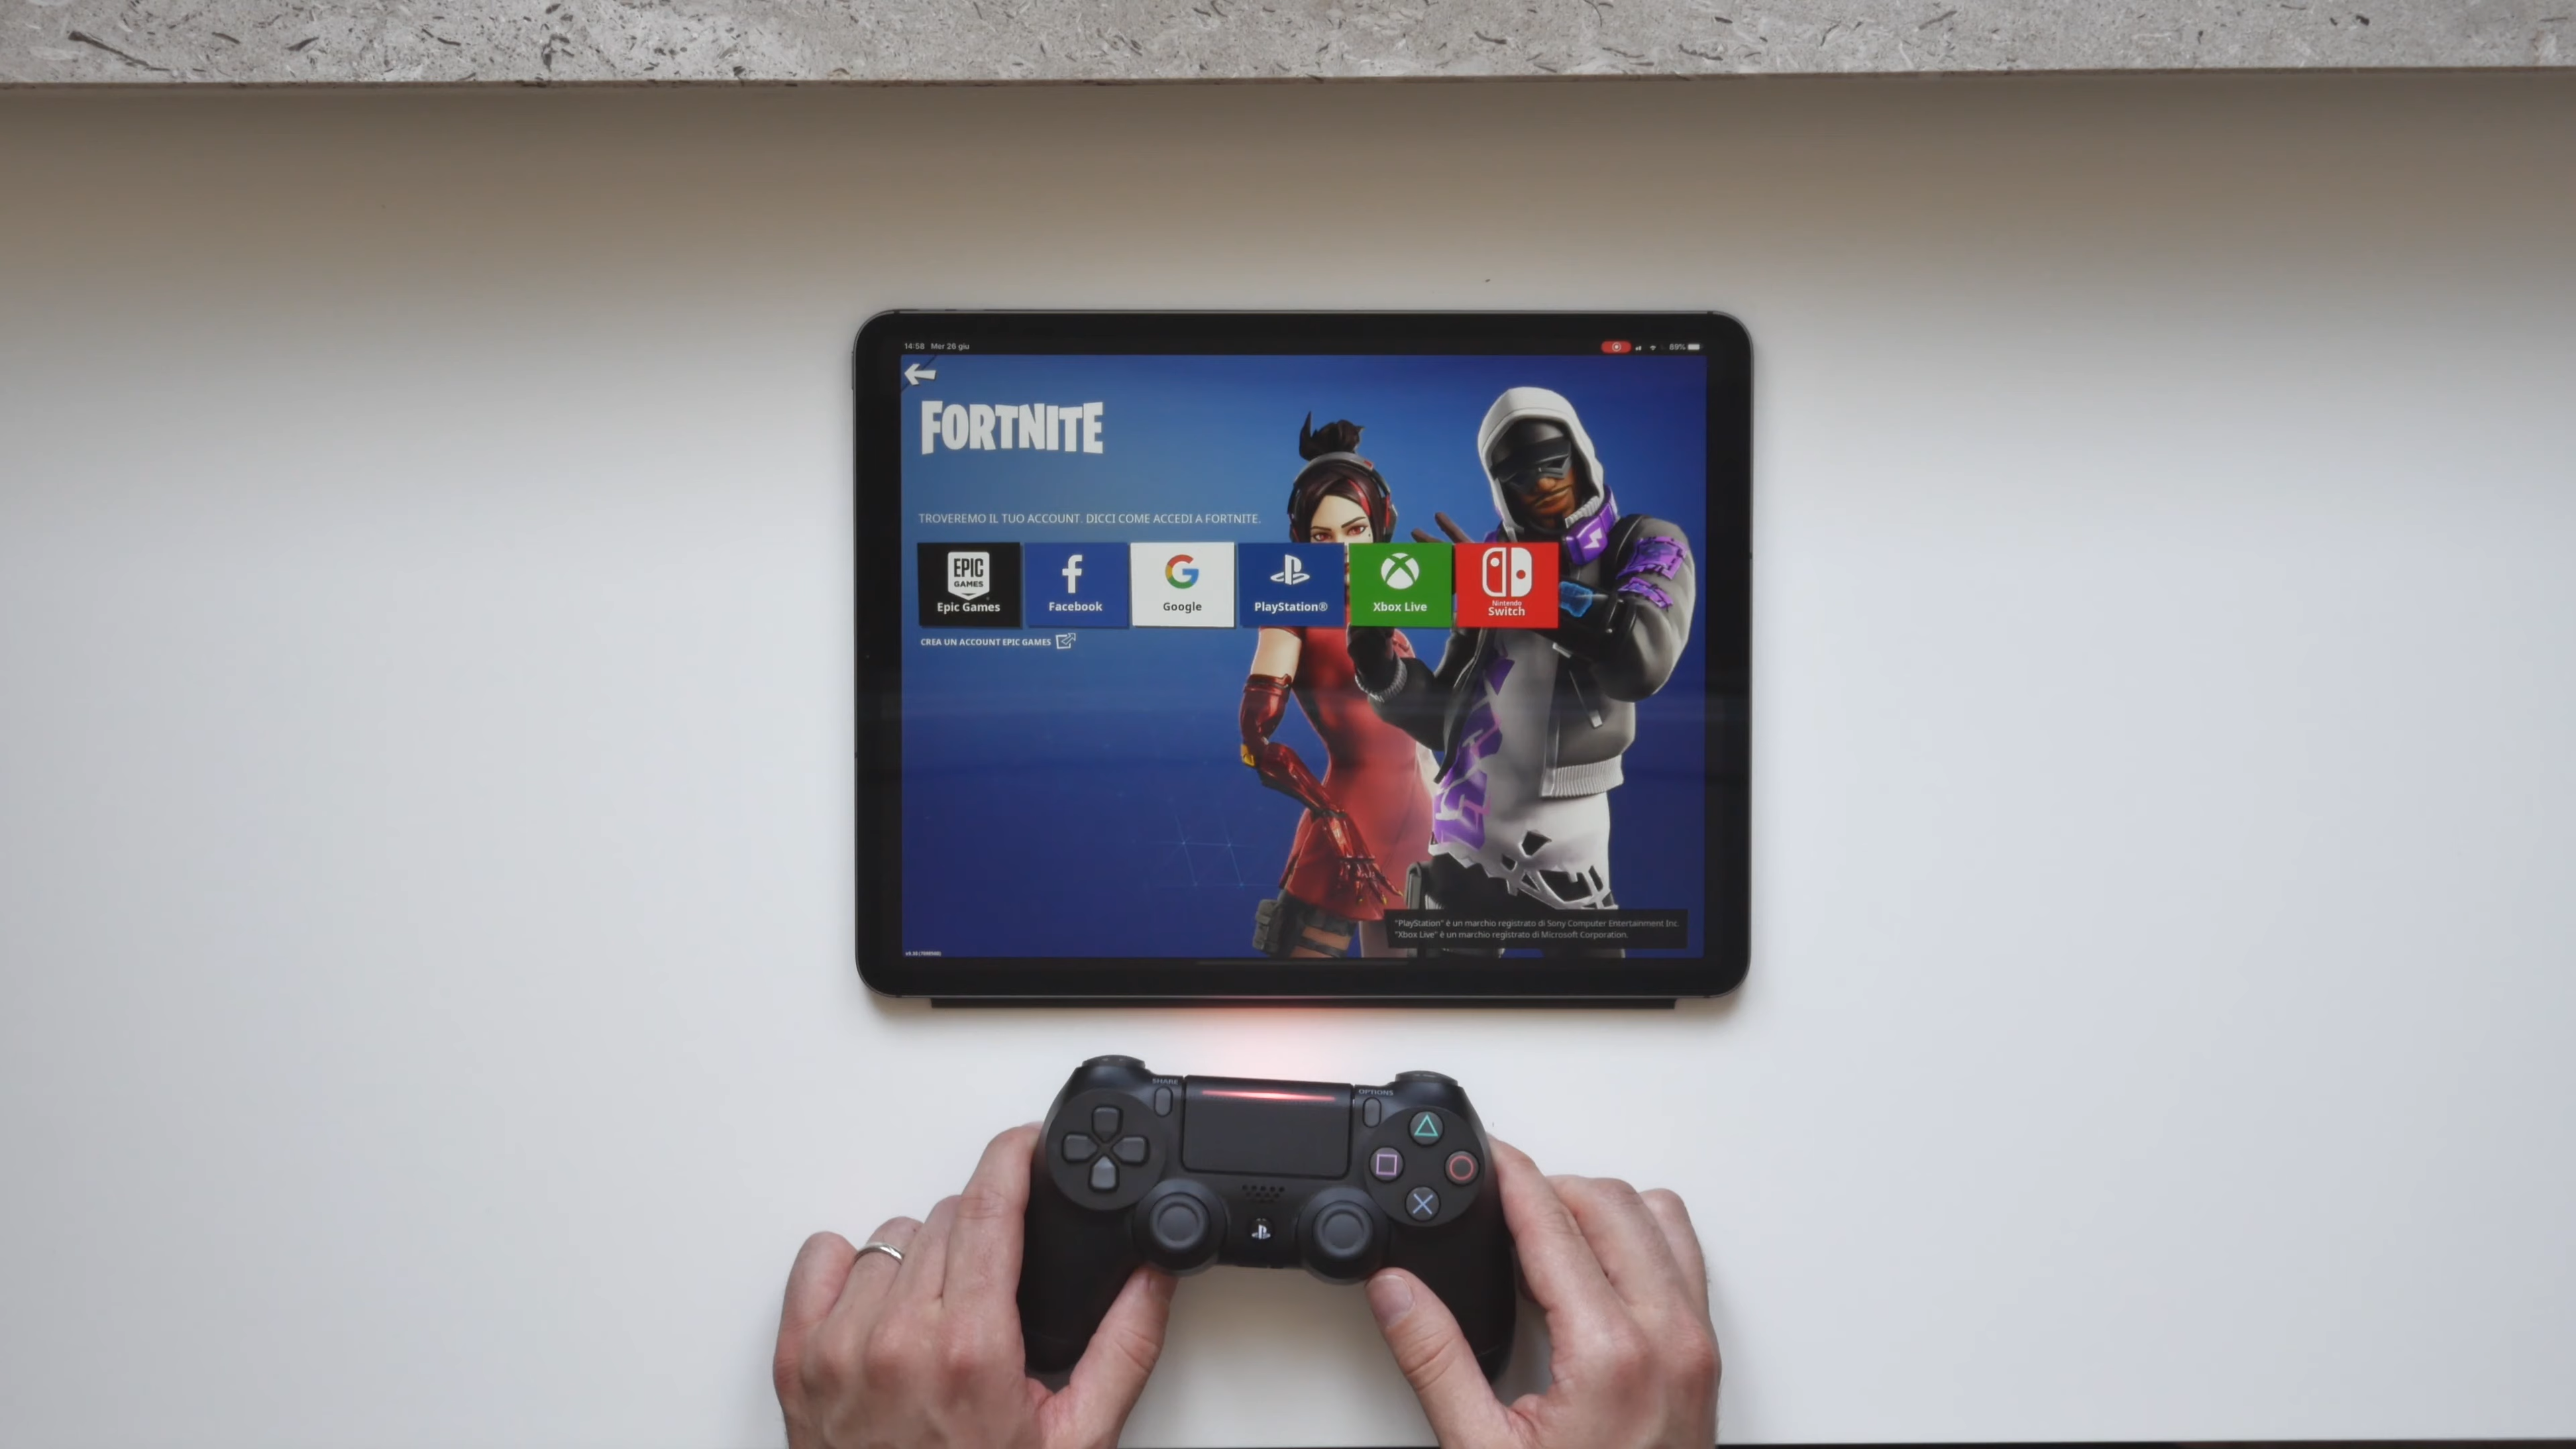 14:58 Mer 26 giu
89%
FORTNITE
TROVEREMO IL TUO ACCOUNT. DICCI COME ACCEDI A FORTNITE.
EPIC
GAMES
Epic Games
Facebook
Google
PlayStation®
Xbox Live
Nintendo
Switch
CREA UN ACCOUNT EPIC GAMES
"PlayStation" è un marchio registrato di Sony Computer Entertainment Inc.
"Xbox Live" è un marchio registrato di Microsoft Corporation.
SHARE
OPTIONS